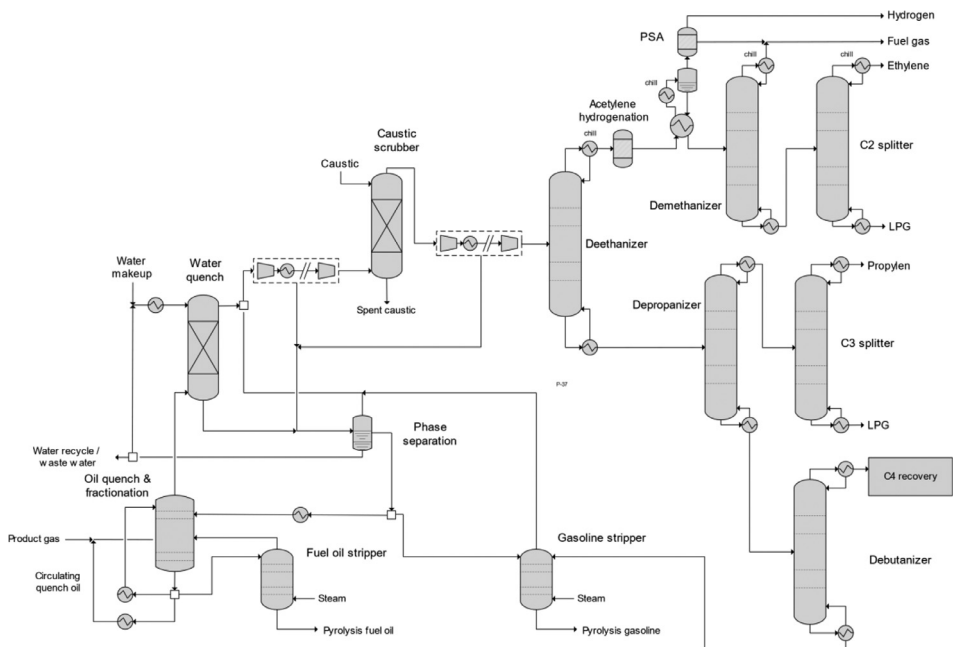 Hydrogen
PSA
Fuel gas
chill
chill
Ethylene
chill
Acetylene
hydrogenation
Caustic
scrubber
chill
C2 splitter
Caustic
Demethanizer
LPG
Deethanizer
Water
makeup
Water
quench
Propylen
Depropanizer
Spent caustic
C3 splitter
P-37
Phase
separation
LPG
Water recycle /
waste water
Oil quench &
fractionation
C4 recovery
Product gas
Fuel oil stripper
Gasoline stripper
Debutanizer
Circulating
quench oil
Steam
Steam
Pyrolysis fuel oil
Pyrolysis gasoline